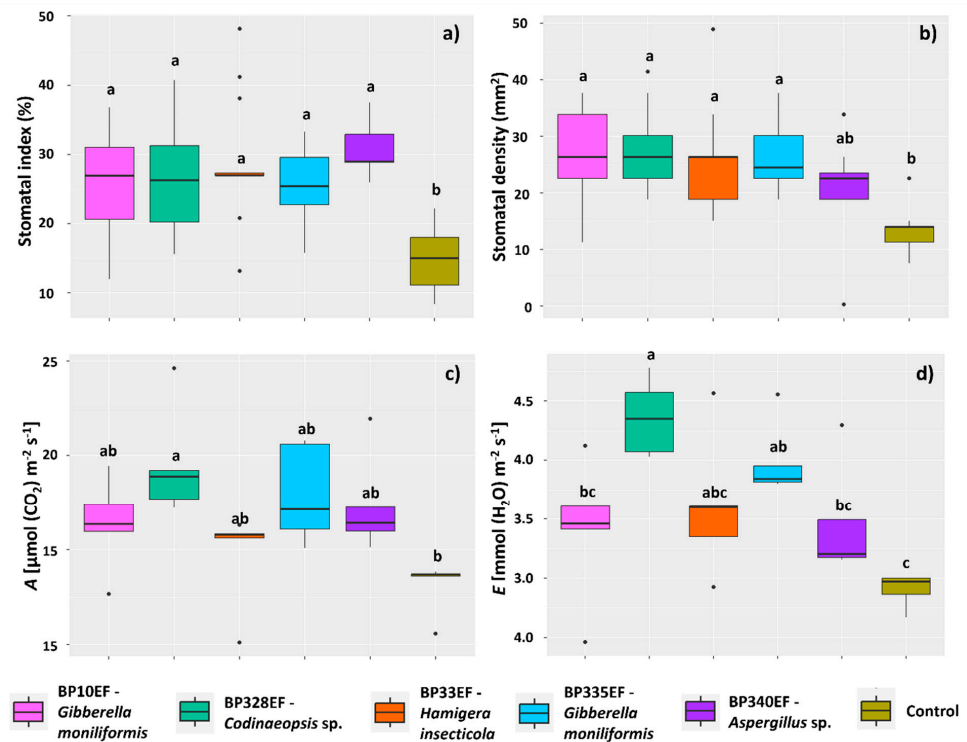 a)
Stomatal index (%)
50
40
30
20
10
a
a
a
a
a
b
b)
Stomatal density (mm²)
50
40
30
20
10
0
a
a
a
a
ab
b
c)
A [µmol (CO₂) m⁻² s⁻¹]
25
20
15
15
ab
a
ab
ab
ab
b
d)
E [mmol (H₂O) m⁻² s⁻¹]
4.5
4.0
3.5
3.0
4.0
bc
a
abc
ab
bc
c
BP10EF -
Gibberella
moniliformis
BP328EF -
Codinaeopsis sp.
BP33EF -
Hamigera
insecticola
BP335EF -
Gibberella
moniliformis
BP340EF -
Aspergillus sp.
Control